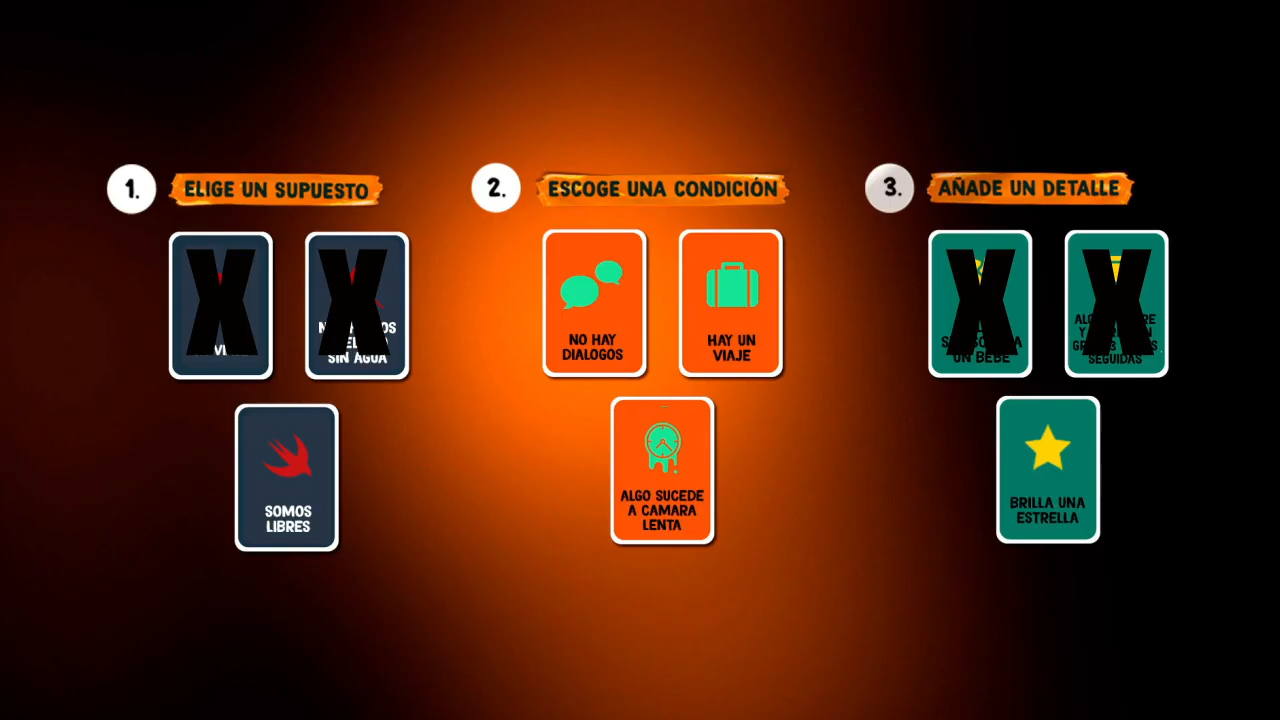 1.
ELIGE UN SUPUESTO
2.
ESCOGE UNA CONDICIÓN
3.
AÑADE UN DETALLE
SIN AGUA
NO HAY
DIALOGOS
HAY UN
VIAJE
UN BEBE
SEGUIDAS
SOMOS
LIBRES
ALGO SUCEDE
A CAMARA
LENTA
BRILLA UNA
ESTRELLA